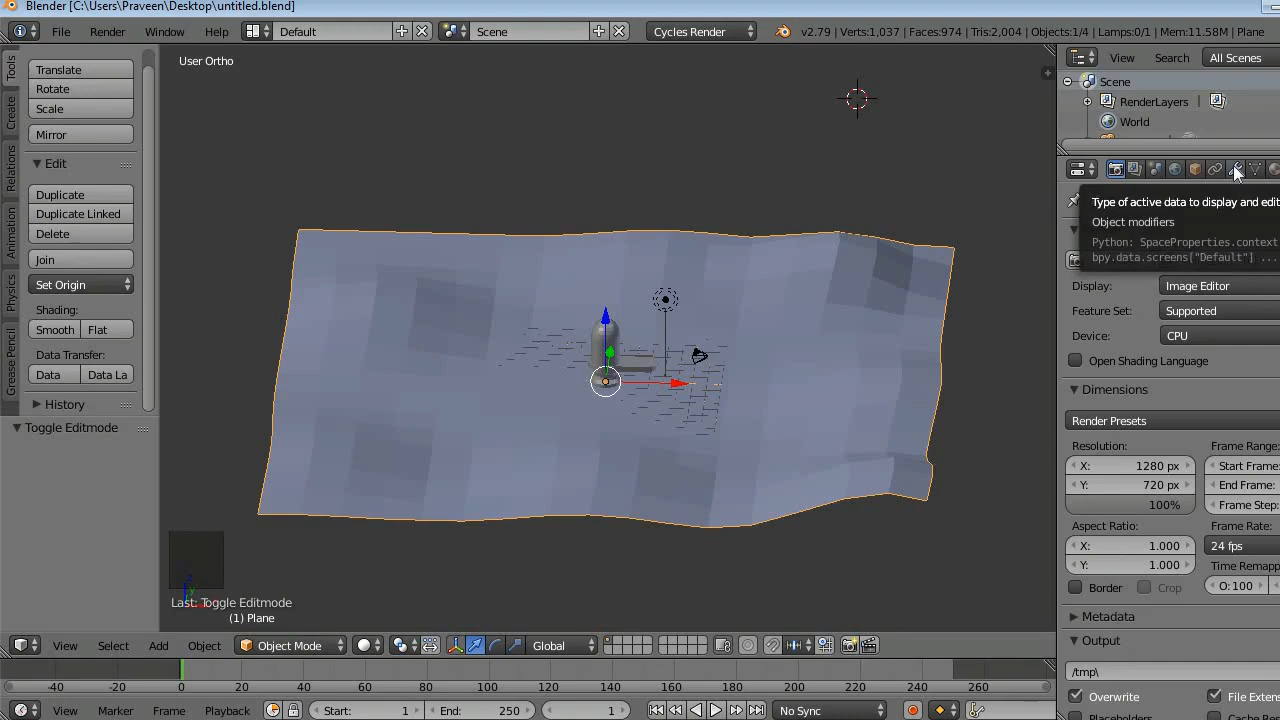 Blender [C:\Users\Praveen\Desktop\untitled.blend]
File Render Window Help Default Scene Cycles Render v2.79 | Verts:1,037 | Faces:974 | Tris:2,004 | Objects:1/4 | Lamps:0/1 | Mem:11.58M | Plane
Tools
Create
Relations
Animation
Physics
Grease Pencil
Translate
Rotate
Scale
Mirror
Edit
Duplicate
Duplicate Linked
Delete
Join
Set Origin
Shading:
Smooth Flat
Data Transfer:
Data Data La
History
Toggle Editmode
User Ortho
Last: Toggle Editmode
(1) Plane
View Search All Scenes
Scene
RenderLayers
World
Type of active data to display and edit
Object modifiers
Python: SpaceProperties.context
bpy.data.screens["Default"] ...
Display: Image Editor
Feature Set: Supported
Device: CPU
Open Shading Language
Dimensions
Render Presets
Resolution: Frame Range:
X: 1280 px Start Frame:
Y: 720 px End Frame:
100% Frame Step:
Aspect Ratio: Frame Rate:
X: 1.000 24 fps
Y: 1.000 Time Remapp
Border Crop O:100
Metadata
Output
/tmp\
Overwrite File Exten
View Select Add Object Object Mode Global
-40 -20 0 20 40 60 80 100 120 140 160 180 200 220 240 260
View Marker Frame Playback Start: 1 End: 250 1 No Sync